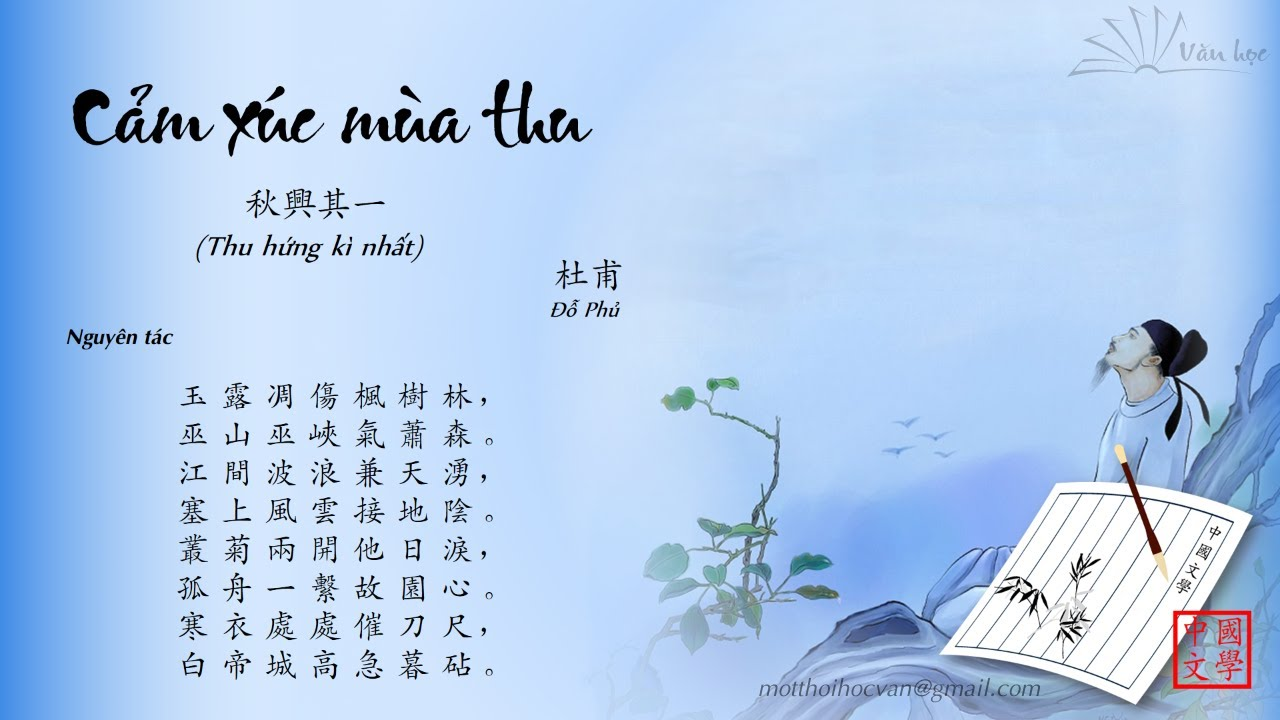 Văn học
Cảm xúc mùa thu
秋興其一
(Thu hứng kì nhất)
杜甫
Đỗ Phủ
Nguyên tác
玉露凋傷楓樹林，
巫山巫峽氣蕭森。
江間波浪兼天湧，
塞上風雲接地陰。
叢菊兩開他日淚，
孤舟一繫故園心。
寒衣處處催刀尺，
白帝城高急暮砧。
中國文學
中國
文學
motthoihocvan@gmail.com